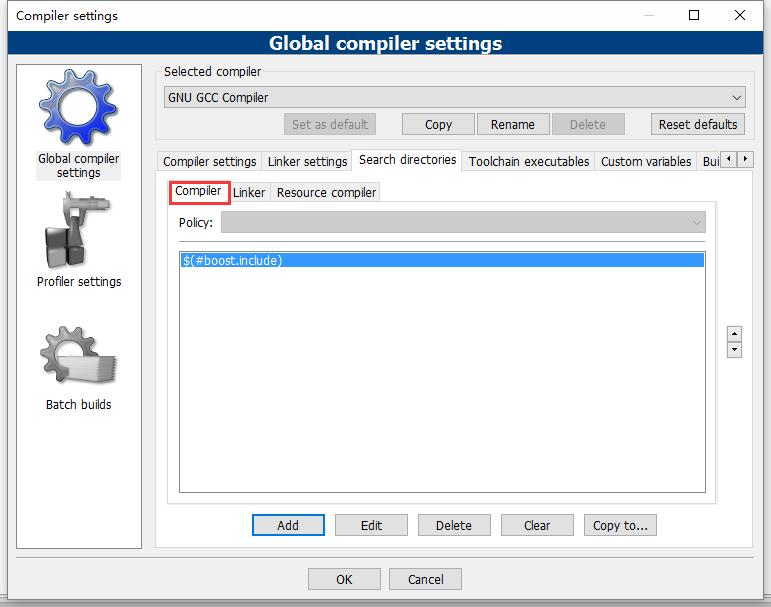 Compiler settings
Global compiler settings
Global compiler
settings
Profiler settings
Batch builds
Selected compiler
GNU GCC Compiler
Set as default Copy Rename Delete Reset defaults
Compiler settings Linker settings Search directories Toolchain executables Custom variables Bui
Compiler Linker Resource compiler
Policy:
$(#boost.include)
Add Edit Delete Clear Copy to...
OK Cancel